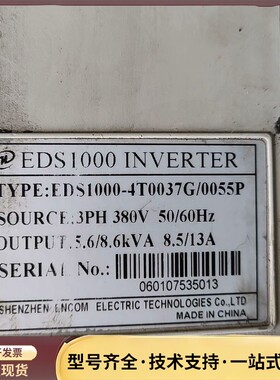 EDS1000 INVERTER
TYPE:EDS1000-4T0037G/0055P
SOURCE:3PH 380V 50/60Hz
OUTPUT:5.6/8.6kVA 8.5/13A
SERIAL No.:
060107535013
SHENZHEN ENCOM ELECTRIC TECHNOLOGIES Co.,LTD
MADE IN CHINA
开发票
现货
型号齐全·技术支持·一